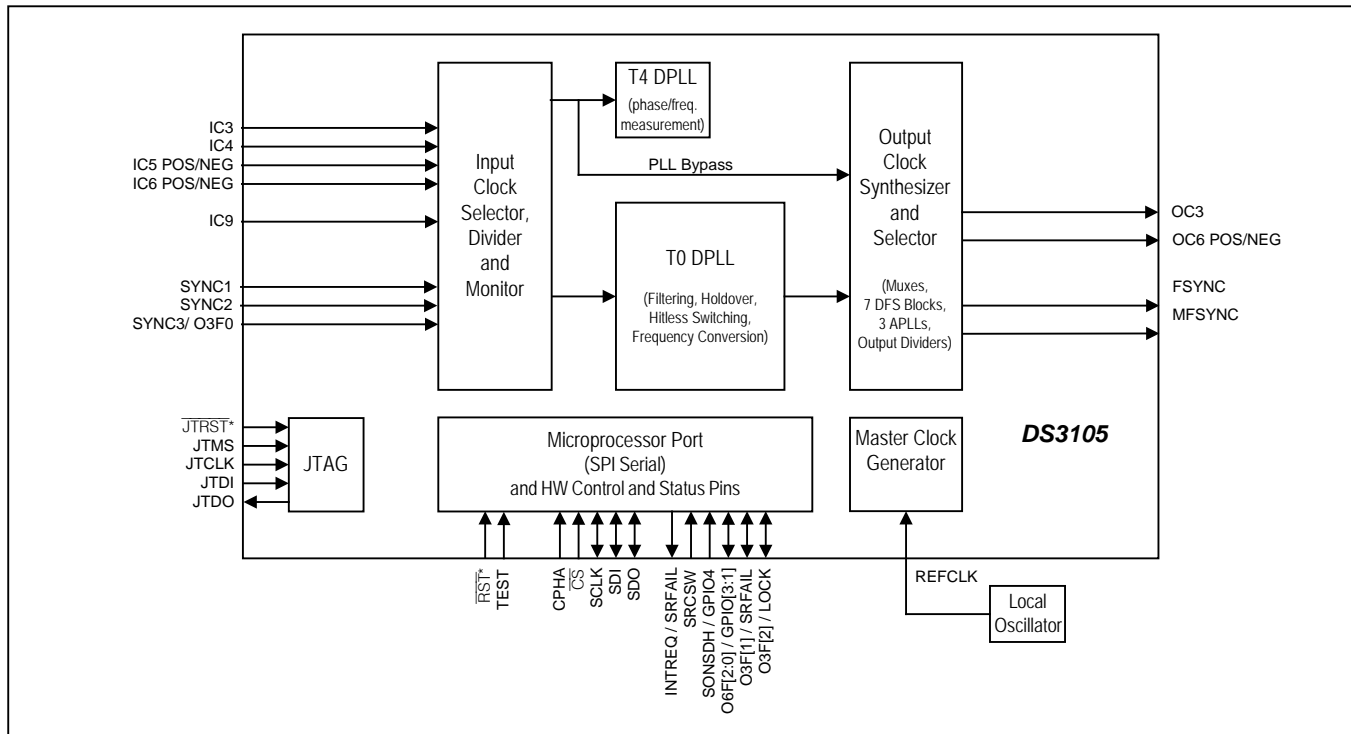 IC3
IC4
IC5 POS/NEG
IC6 POS/NEG
IC9
SYNC1
SYNC2
SYNC3/ O3F0
Input
Clock
Selector,
Divider
and
Monitor
T4 DPLL
(phase/freq.
measurement)
PLL Bypass
T0 DPLL
(Filtering, Holdover,
Hitless Switching,
Frequency Conversion)
Output
Clock
Synthesizer
and
Selector
(Muxes,
7 DFS Blocks,
3 APLLs,
Output Dividers)
OC3
OC6 POS/NEG
FSYNC
MFSYNC
JTRST*
JTMS
JTCLK
JTDI
JTDO
JTAG
Microprocessor Port
(SPI Serial)
and HW Control and Status Pins
Master Clock
Generator
DS3105
RST*
TEST
CPHA
CS
SCLK
SDI
SDO
INTREQ / SRFAIL
SRCSW
SONSDH / GPIO4
O6F[2:0] / GPIO[3:1]
O3F[1] / SRFAIL
O3F[2] / LOCK
REFCLK
Local
Oscillator